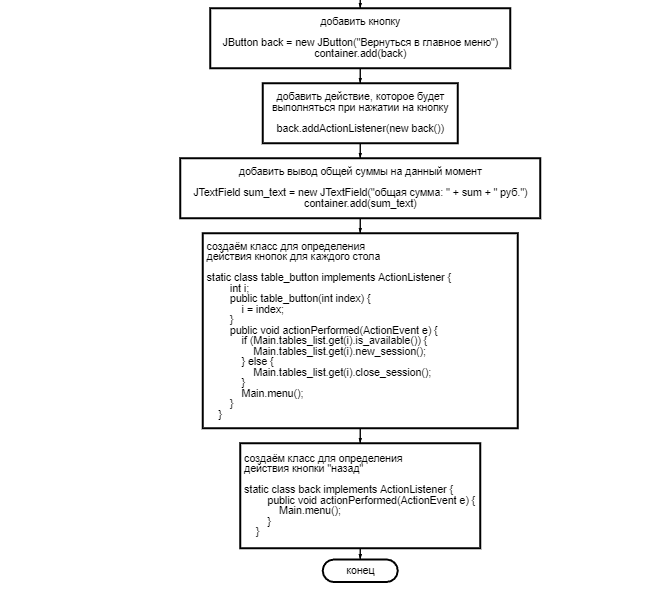 добавить кнопку
JButton back = new JButton("Вернуться в главное меню")
container.add(back)
добавить действие, которое будет
выполняться при нажатии на кнопку
back.addActionListener(new back())
добавить вывод общей суммы на данный момент
JTextField sum_text = new JTextField("общая сумма: " + sum + " руб.")
container.add(sum_text)
создаём класс для определения
действия кнопок для каждого стола
static class table_button implements ActionListener {
int i;
public table_button(int index) {
i = index;
}
public void actionPerformed(ActionEvent e) {
if (Main.tables_list.get(i).is_available()) {
Main.tables_list.get(i).new_session();
} else {
Main.tables_list.get(i).close_session();
}
Main.menu();
}
}
создаём класс для определения
действия кнопки "назад"
static class back implements ActionListener {
public void actionPerformed(ActionEvent e) {
Main.menu();
}
}
конец